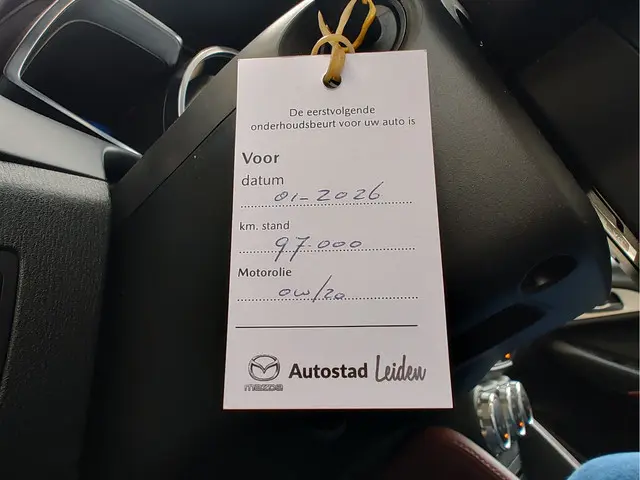 De eerstvolgende
onderhoudsbeurt voor uw auto is
Voor
datum
01-2026
km. stand
97.000
Motorolie
0w/20
mazda
Autostad Leiden